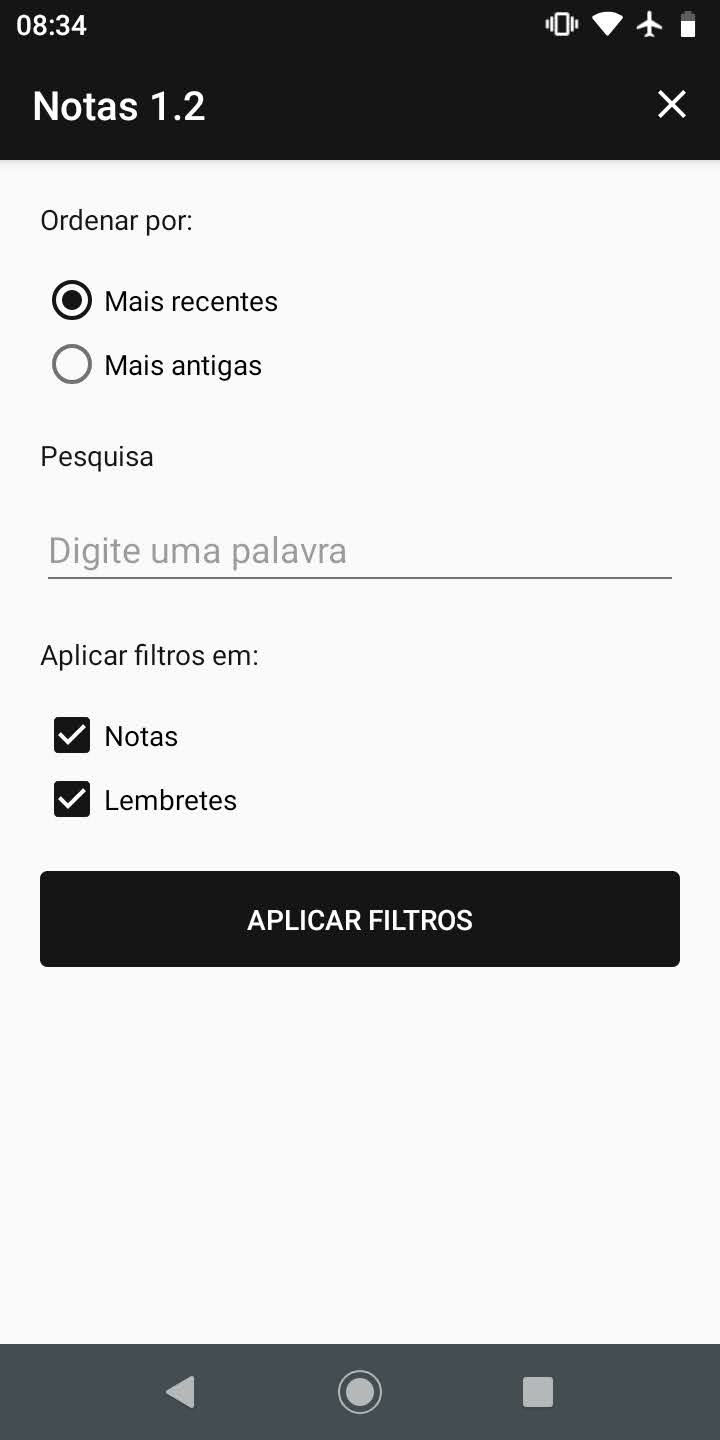 08:34
Notas 1.2
Ordenar por:
Mais recentes
Mais antigas
Pesquisa
Digite uma palavra
Aplicar filtros em:
Notas
Lembretes
APLICAR FILTROS